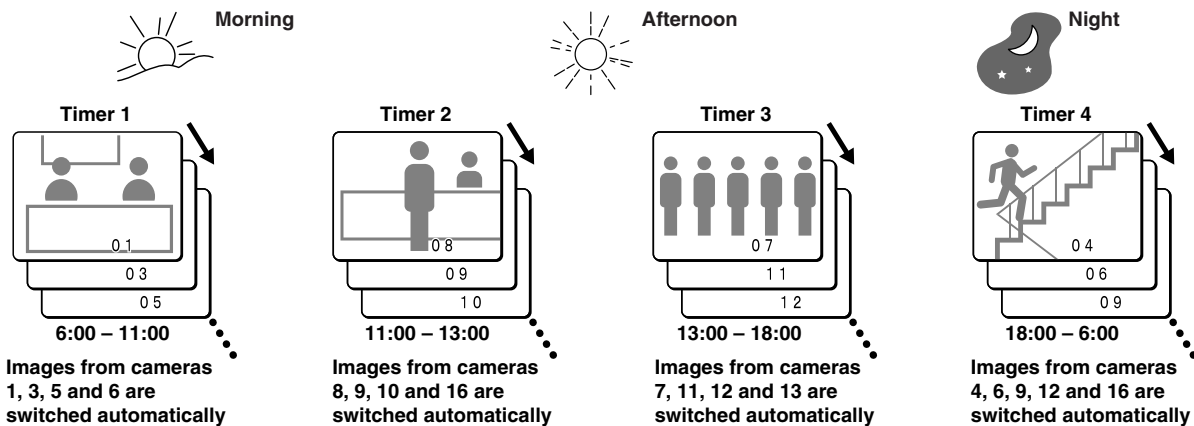 Morning
Afternoon
Night
Timer 1
01
03
05
6:00 – 11:00
Images from cameras
1, 3, 5 and 6 are
switched automatically
Timer 2
08
09
10
11:00 – 13:00
Images from cameras
8, 9, 10 and 16 are
switched automatically
Timer 3
07
11
12
13:00 – 18:00
Images from cameras
7, 11, 12 and 13 are
switched automatically
Timer 4
04
06
09
18:00 – 6:00
Images from cameras
4, 6, 9, 12 and 16 are
switched automatically